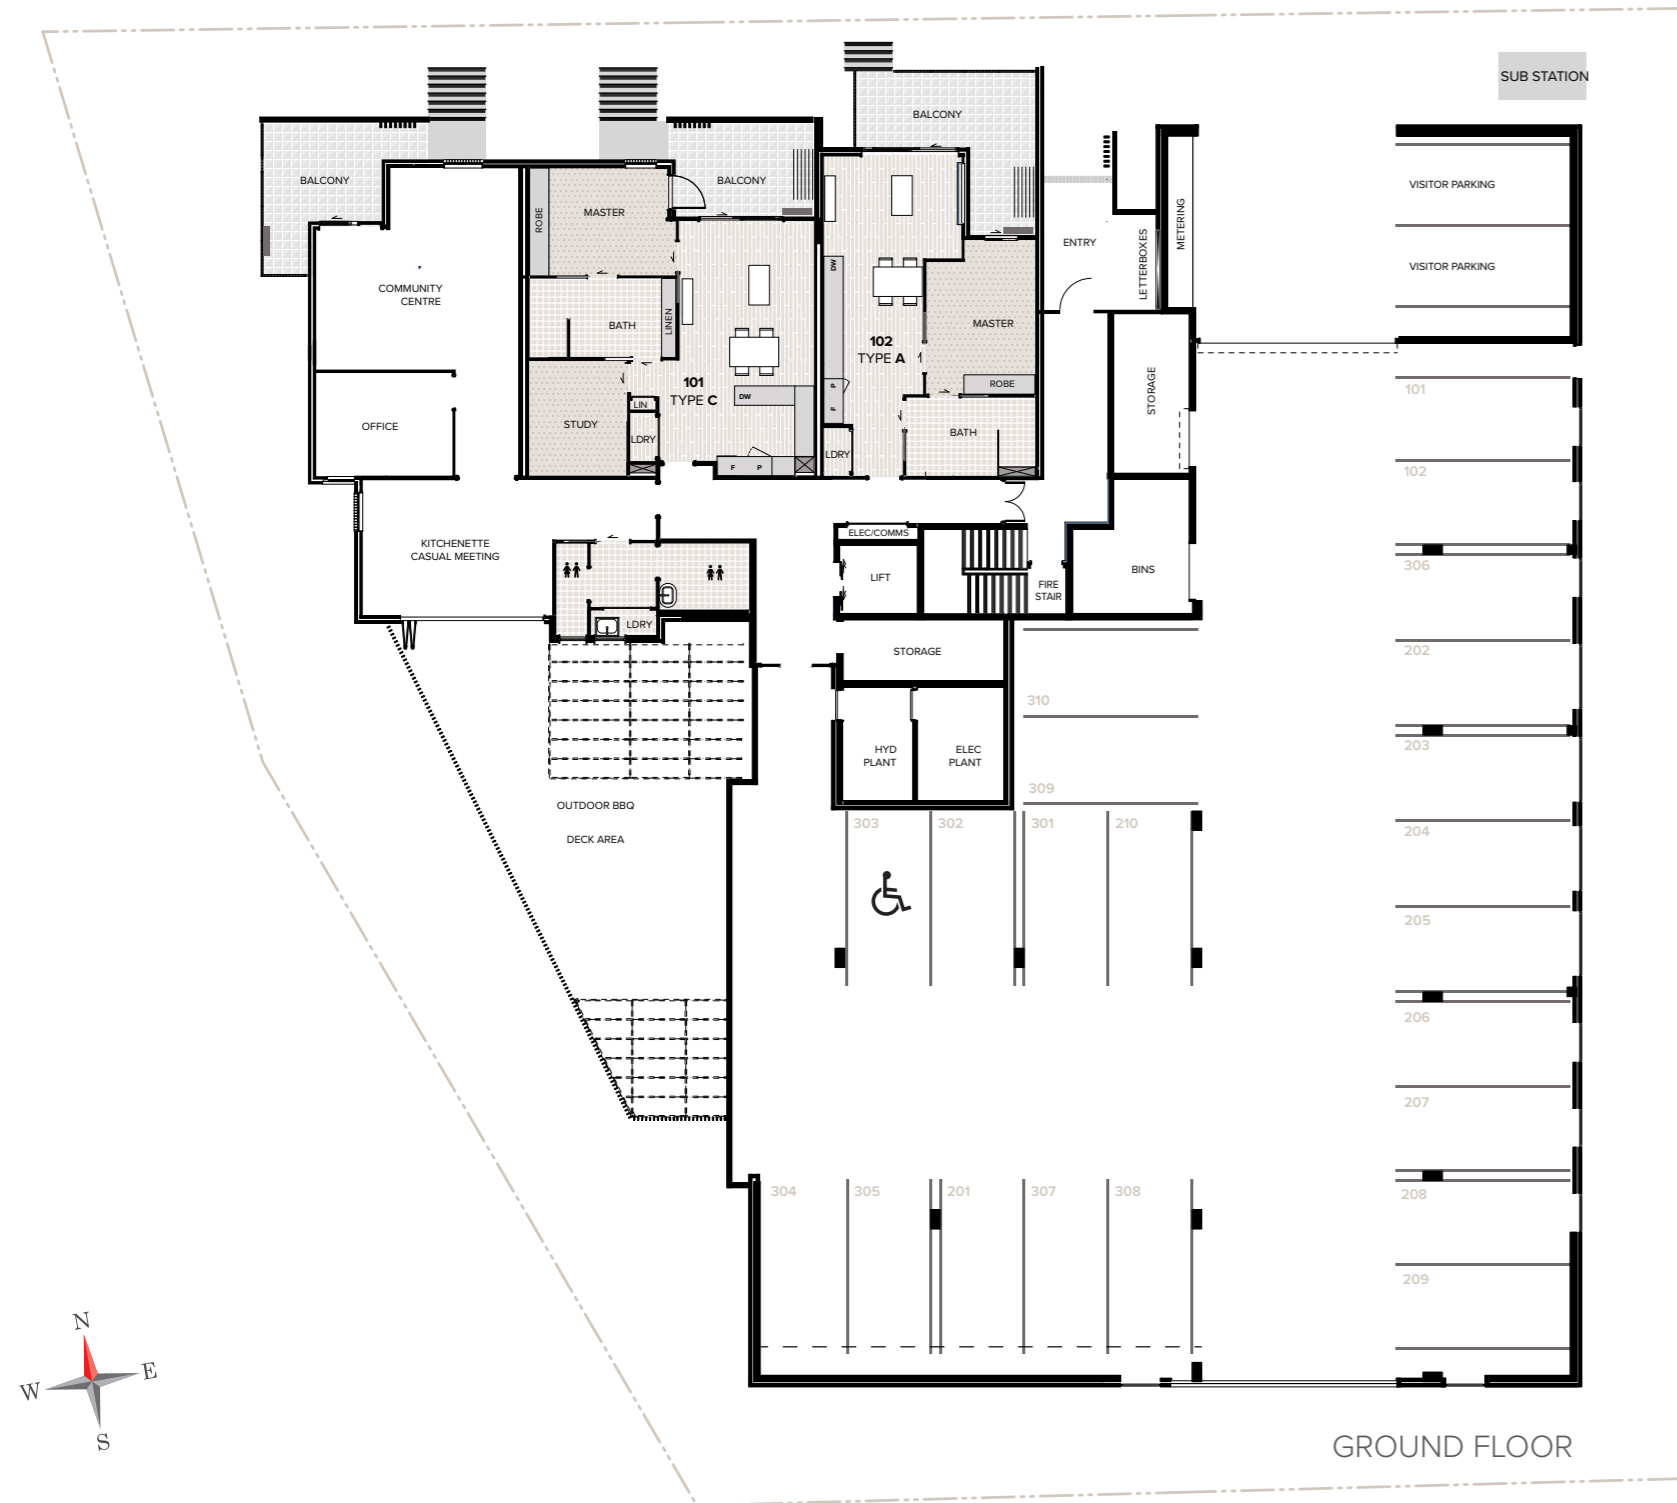 SUB STATION
BALCONY
BALCONY
BALCONY
VISITOR PARKING
VISITOR PARKING
ROBE
MASTER
ENTRY
LETTERBOXES
METERING
COMMUNITY
CENTRE
BATH
LINEN
DW
MASTER
102
TYPE A
101
TYPE C
ROBE
STORAGE
P
F
DW
LIN
OFFICE
STUDY
LDRY
F
P
LDRY
BATH
101
102
306
202
203
204
205
206
207
208
209
KITCHENETTE
CASUAL MEETING
ELEC/COMMS
LIFT
FIRE
STAIR
BINS
LDRY
STORAGE
310
HYD
PLANT
ELEC
PLANT
309
OUTDOOR BBQ
DECK AREA
303
302
301
210
304
305
201
307
308
N
W
E
S
GROUND FLOOR